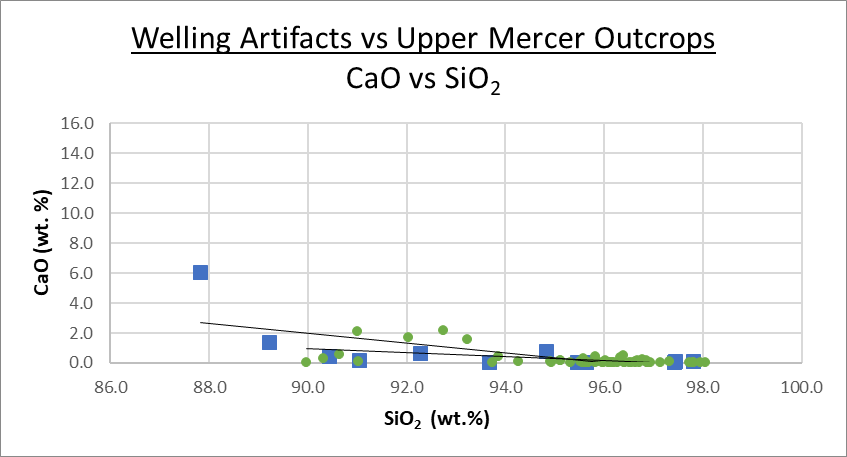 Welling Artifacts vs Upper Mercer Outcrops
CaO vs SiO₂
16.0
14.0
12.0
10.0
8.0
6.0
4.0
2.0
0.0
CaO (wt. %)
86.0 88.0 90.0 92.0 94.0 96.0 98.0 100.0
SiO₂ (wt.%)